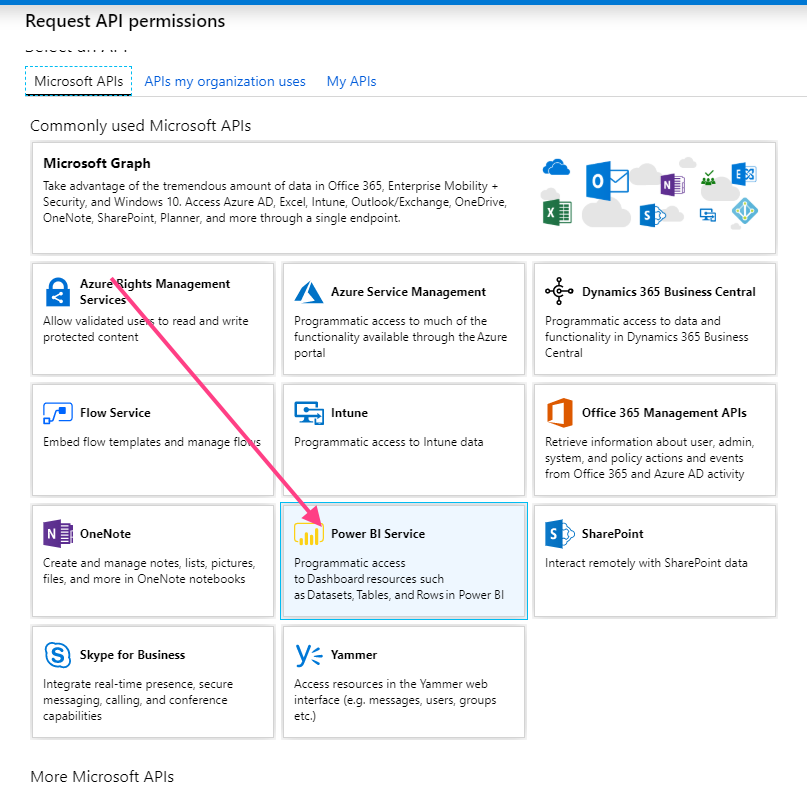 Request API permissions
Select an API
Microsoft APIs
APIs my organization uses
My APIs
Commonly used Microsoft APIs
Microsoft Graph
Take advantage of the tremendous amount of data in Office 365, Enterprise Mobility +
Security, and Windows 10. Access Azure AD, Excel, Intune, Outlook/Exchange, OneDrive,
OneNote, SharePoint, Planner, and more through a single endpoint.
Azure Rights Management
Services
Allow validated users to read and write
protected content
Azure Service Management
Programmatic access to much of the
functionality available through the Azure
portal
Dynamics 365 Business Central
Programmatic access to data and
functionality in Dynamics 365 Business
Central
Flow Service
Embed flow templates and manage flows
Intune
Programmatic access to Intune data
Office 365 Management APIs
Retrieve information about user, admin,
system, and policy actions and events
from Office 365 and Azure AD activity
OneNote
Create and manage notes, lists, pictures,
files, and more in OneNote notebooks
Power BI Service
Programmatic access
to Dashboard resources such
as Datasets, Tables, and Rows in Power BI
SharePoint
Interact remotely with SharePoint data
Skype for Business
Integrate real-time presence, secure
messaging, calling, and conference
capabilities
Yammer
Access resources in the Yammer web
interface (e.g. messages, users, groups
etc.)
More Microsoft APIs